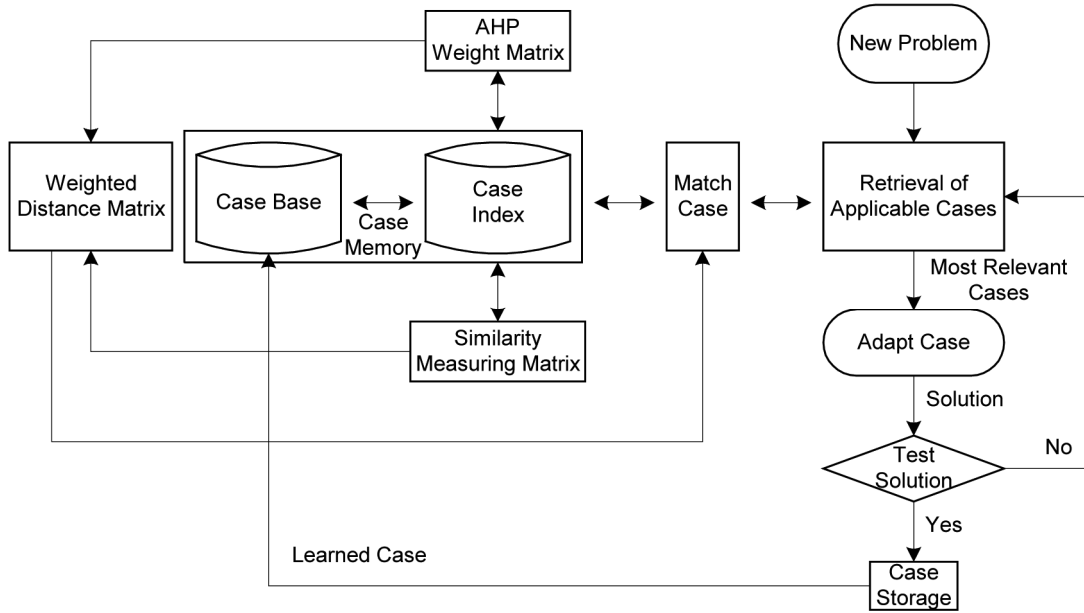 AHP
Weight Matrix
New Problem
Weighted
Distance Matrix
Case Base
Case
Memory
Case
Index
Match
Case
Retrieval of
Applicable Cases
Most Relevant
Cases
Similarity
Measuring Matrix
Adapt Case
Solution
Test
Solution
No
Yes
Learned Case
Case
Storage